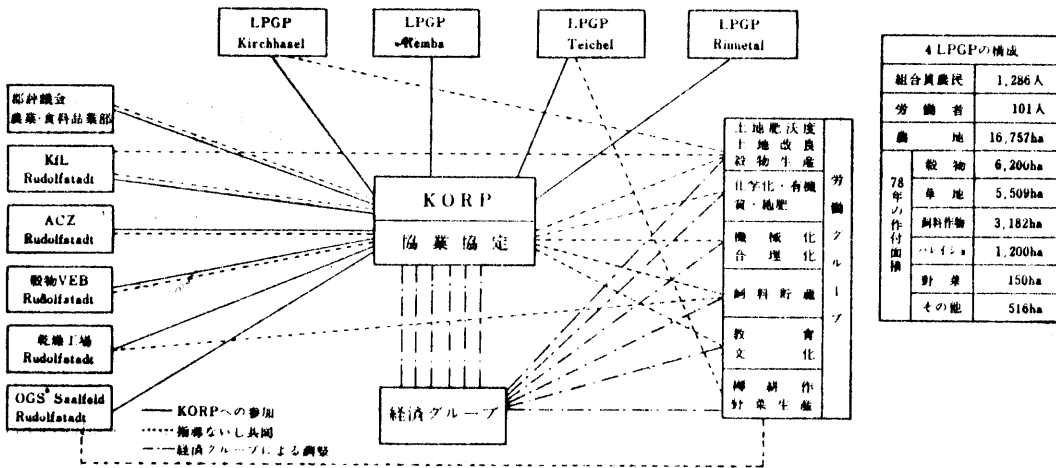 LPGP
Kirchhasel
LPGP
Remba
LPGP
Teichel
LPGP
Rinnetal
郡評議会
農業・食料品業部
KfL
Rudolfstadt
ACZ
Rudolfstadt
穀物VEB
Rudolfstadt
乾燥工場
Rudolfstadt
OGS Saalfeld
Rudolfstadt
KORP
協業協定
経済グループ
土地肥沃度
土地改良
穀物生産
化学化・有機
質・施肥
機械化
合理化
飼料貯蔵
教育
文化
耕作
野菜生産
労働グループ
KORPへの参加
指導ないし共同
経済グループによる調整
4 LPGPの構成
組合員農民 1,286人
労働者 101人
農地 16,757ha
78年の作付面積
穀物 6,200ha
草地 5,509ha
飼料作物 3,182ha
バレイショ 1,200ha
野菜 150ha
その他 516ha